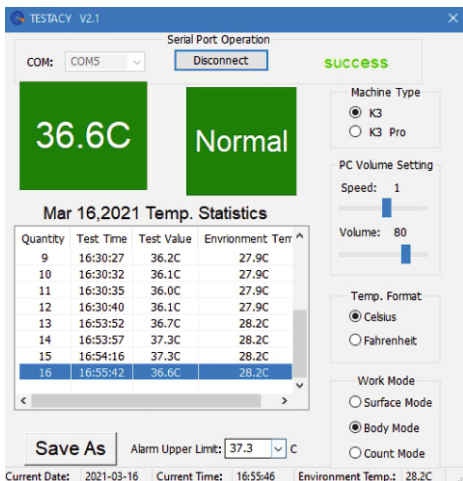 TESTACY V2.1
Serial Port Operation
COM: COM5 Disconnect success
36.6C Normal
Machine Type
K3
K3 Pro
PC Volume Setting
Speed: 1
Volume: 80
Mar 16,2021 Temp. Statistics
Quantity Test Time Test Value Envrionment Tem
9 16:30:27 36.2C 27.9C
10 16:30:32 36.1C 27.9C
11 16:30:35 36.0C 27.9C
12 16:30:40 36.1C 27.9C
13 16:53:52 36.7C 28.2C
14 16:53:57 37.3C 28.2C
15 16:54:16 37.3C 28.2C
16 16:55:42 36.6C 28.2C
Temp. Format
Celsius
Fahrenheit
Work Mode
Surface Mode
Body Mode
Count Mode
Save As Alarm Upper Limit: 37.3 C
Current Date: 2021-03-16 Current Time: 16:55:46 Environment Temp.: 28.2C